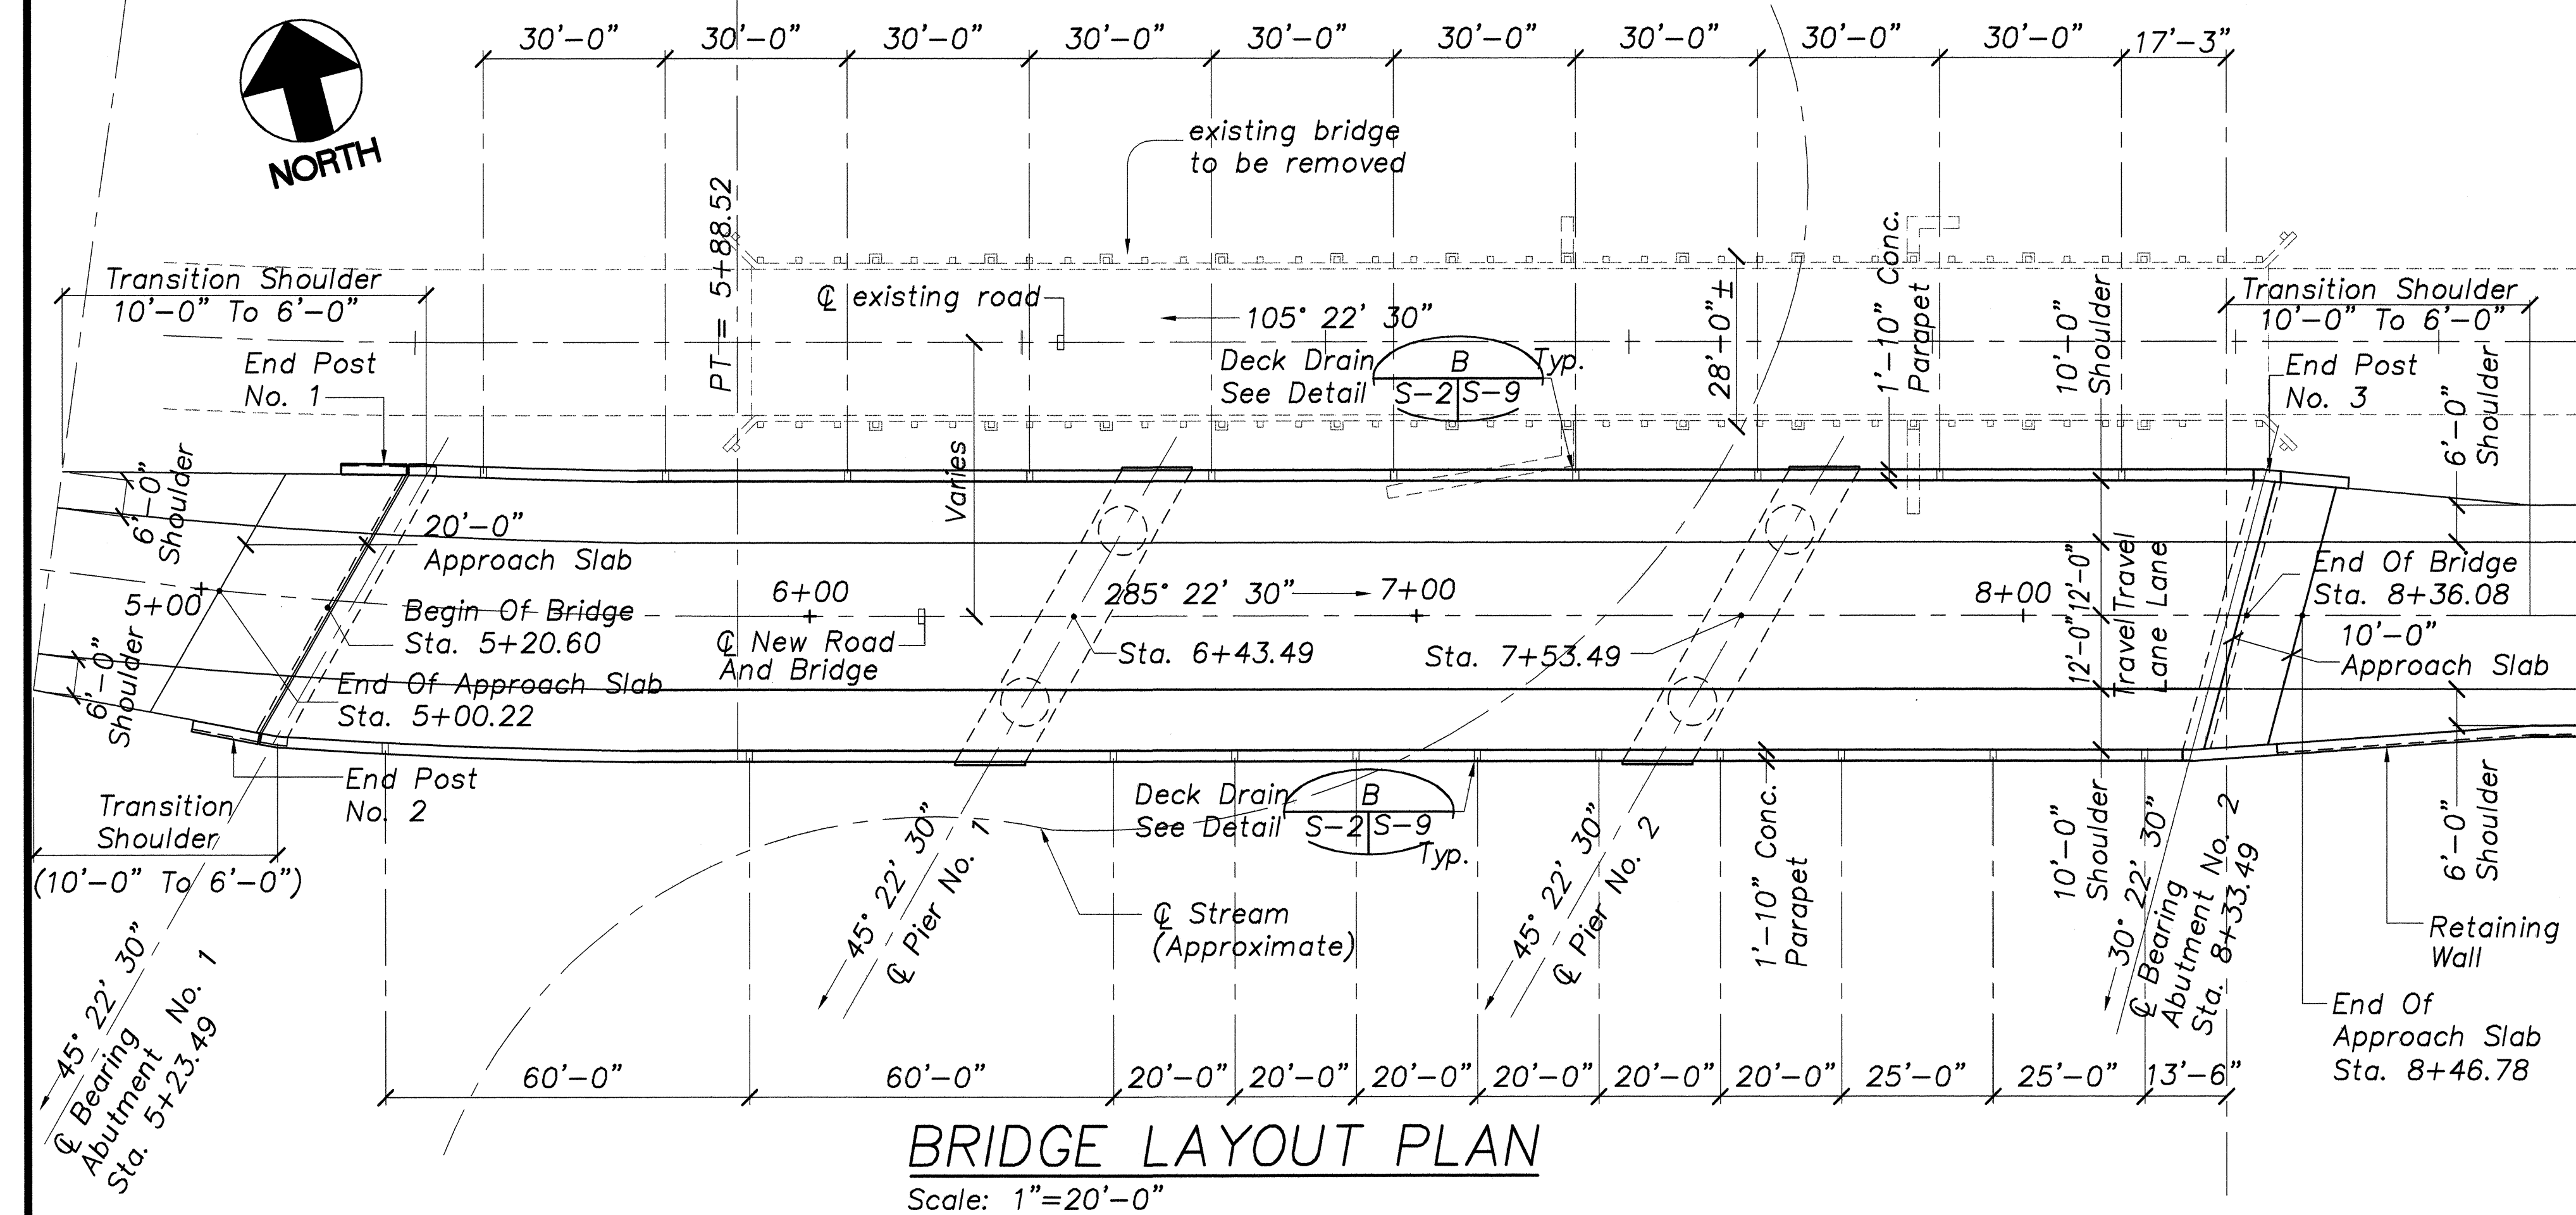 30'-0" 30'-0" 30'-0" 30'-0" 30'-0" 30'-0" 30'-0" 30'-0" 30'-0" 17'-3"
NORTH
existing bridge
to be removed
PT = 5+88.52
Transition Shoulder
10'-0" To 6'-0"
℄ existing road
105° 22' 30"
28'-0"±
1'-10" Conc.
Parapet
10'-0"
Shoulder
Transition Shoulder
10'-0" To 6'-0"
End Post
No. 1
Deck Drain
See Detail
B
S-2 S-9
Typ.
End Post
No. 3
6'-0"
Shoulder
6'-0"
Shoulder
Varies
20'-0"
Approach Slab
5+00
Begin Of Bridge
Sta. 5+20.60
6+00
℄ New Road
And Bridge
285° 22' 30"
7+00
Sta. 6+43.49
Sta. 7+53.49
8+00
12'-0"
Travel
Lane
12'-0"
Travel
Lane
End Of Bridge
Sta. 8+36.08
10'-0"
Approach Slab
6'-0"
Shoulder
End Of Approach Slab
Sta. 5+00.22
End Post
No. 2
Transition
Shoulder
(10'-0" To 6'-0")
Deck Drain
See Detail
B
S-2 S-9
Typ.
45° 22' 30"
℄ Pier No. 1
℄ Stream
(Approximate)
45° 22' 30"
℄ Pier No. 2
1'-10" Conc.
Parapet
10'-0"
Shoulder
30° 22' 30"
℄ Bearing
Abutment No. 2
Sta. 8+33.49
6'-0"
Shoulder
Retaining
Wall
End Of
Approach Slab
Sta. 8+46.78
45° 22' 30"
℄ Bearing
Abutment No. 1
Sta. 5+23.49
60'-0" 60'-0" 20'-0" 20'-0" 20'-0" 20'-0" 20'-0" 20'-0" 25'-0" 25'-0" 13'-6"
BRIDGE LAYOUT PLAN
Scale: 1"=20'-0"